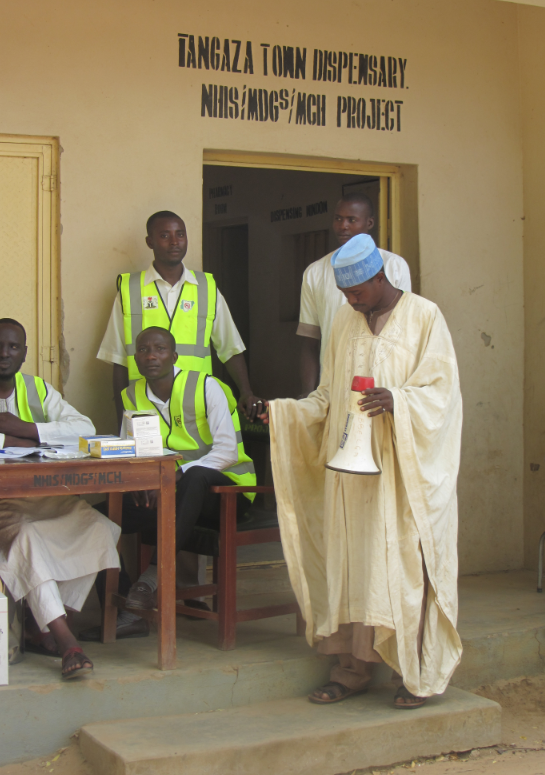 TANGAZA TOWN DISPENSARY.
NHIS/MDGS/MCH PROJECT
DISPENSING WINDOW
NHIS/MDGS/MCH